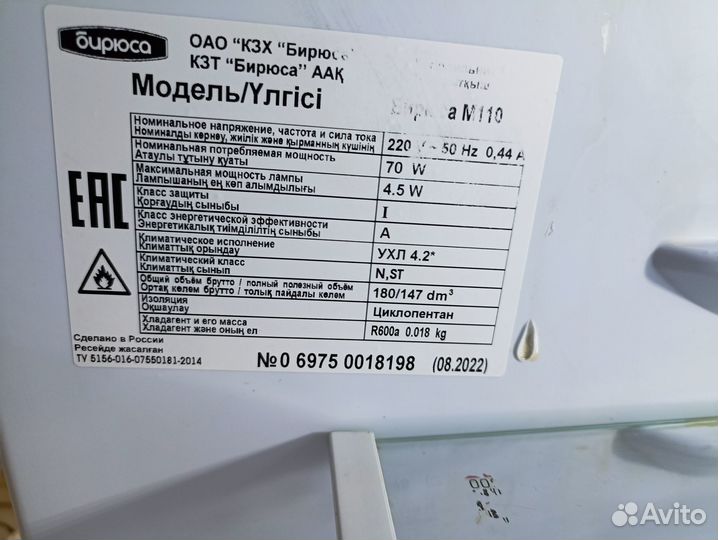 бирюса
ОАО "КЗХ "Бирюса"
КЗТ "Бирюса" ААҚ
Модель/Үлгісі
Бирюса М110
Номинальное напряжение, частота и сила тока
Номиналды кернеу, жиілік және қырманның күшінің
220 V ~ 50 Hz 0,44 A
Номинальная потребляемая мощность
Атаулы тұтыну қуаты
70 W
Максимальная мощность лампы
Лампышаның ең көп алымдылығы
4.5 W
Класс защиты
Қорғаудың сыныбы
I
Класс энергетической эффективности
Энергетикалық тиімділіктің сыныбы
A
Климатическое исполнение
Климаттық орындау
УХЛ 4.2*
Климатический класс
Климаттық сынып
N,ST
Общий объём брутто / полный полезный объём
Ортақ көлем брутто / толық пайдалы көлем
180/147 dm³
Изоляция
Оқшаулау
Циклопентан
Хладагент и его масса
Хладагент және оның ел
R600a 0.018 kg
EAC
Сделано в России
Ресейде жасалған
ТУ 5156-016-07550181-2014
№0 6975 0018198 (08.2022)
Avito